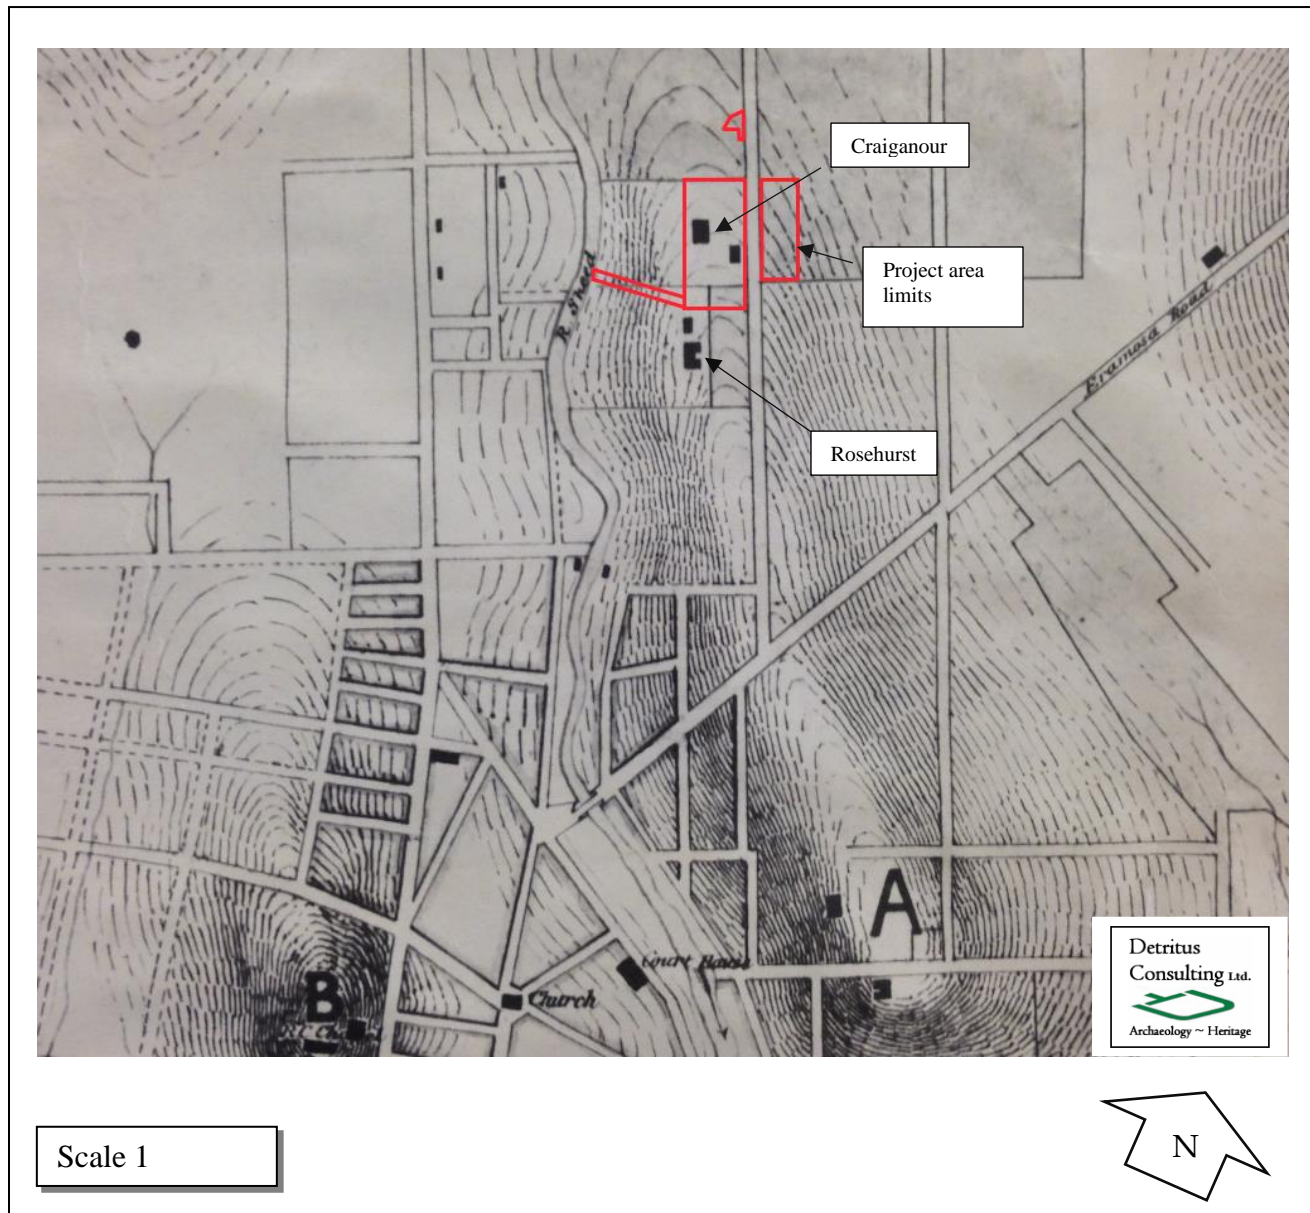 Craiganour
Project area
limits
R. Speed
Eramosa Road
Rosehurst
A
Court House
B
Church
Detritus
Consulting Ltd.
Archaeology ~ Heritage
Scale 1
N